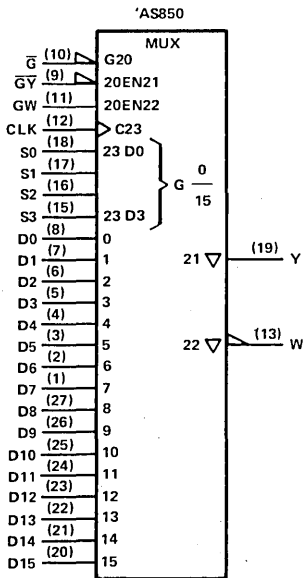 'AS850
MUX
G̅ (10) G20
G̅Y̅ (9) 20EN21
GW (11) 20EN22
CLK (12) C23
S0 (18) 23 D0
S1 (17)
S2 (16) G 0/15
S3 (15) 23 D3
D0 (8) 0
D1 (7) 1 21 ▽ (19) Y
D2 (6) 2
D3 (5) 3
D4 (4) 4
D5 (3) 5 22 ▽ (13) W
D6 (2) 6
D7 (1) 7
D8 (27) 8
D9 (26) 9
D10 (25) 10
D11 (24) 11
D12 (23) 12
D13 (22) 13
D14 (21) 14
D15 (20) 15